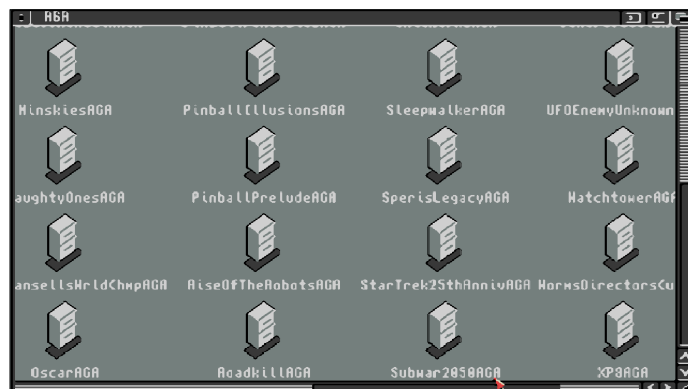 AGA
MinskiesAGA PinballIllusionsAGA SleepwalkerAGA UFOEnemyUnknown
aughtyOnesAGA PinballPreludeAGA SperisLegacyAGA WatchtowerAGA
ansellsWrldChmpAGA RiseOfTheRobotsAGA StarTrek25thAnnivAGA WormsDirectorsCu
OscarAGA RoadkillAGA Subwar2050AGA XP8AGA